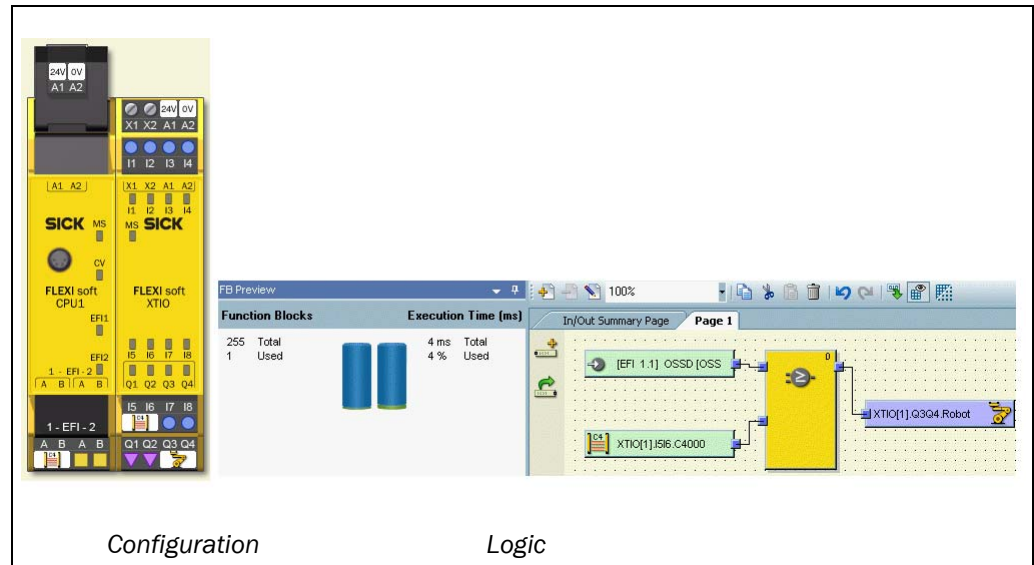 24V 0V
A1 A2
24V 0V
X1 X2 A1 A2
I1 I2 I3 I4
A1 A2
X1 X2 A1 A2
I1 I2 I3 I4
SICK MS
MS SICK
CV
FLEXI soft
CPU1
FLEXI soft
XTIO
EFI1
EFI2
1 - EFI - 2
A B A B
I5 I6 I7 I8
Q1 Q2 Q3 Q4
I5 I6 I7 I8
C4
1 - EFI - 2
A B A B
Q1 Q2 Q3 Q4
C4
FB Preview
Function Blocks Execution Time (ms)
255 Total 4 ms Total
1 Used 4 % Used
100%
In/Out Summary Page Page 1
[EFI 1.1] OSSD [OSS
0
≥
XTIO[1].Q3Q4.Robot
C4 XTIO[1].I5I6.C4000
Configuration Logic